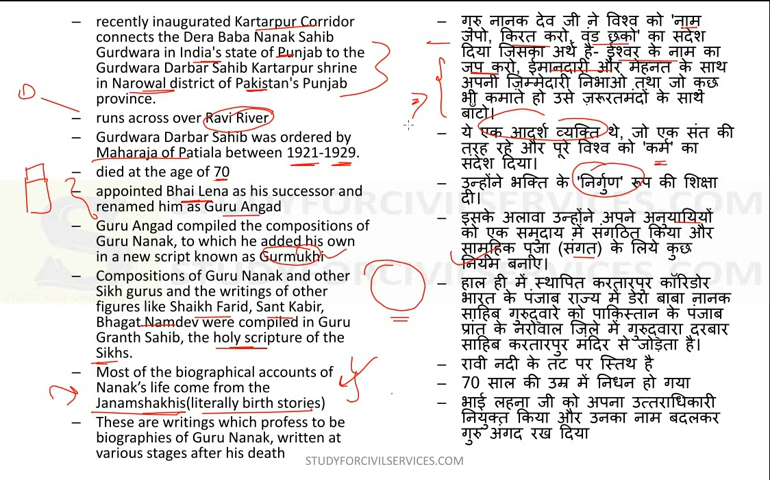 – recently inaugurated Kartarpur Corridor
connects the Dera Baba Nanak Sahib
Gurdwara in India's state of Punjab to the
Gurdwara Darbar Sahib Kartarpur shrine
in Narowal district of Pakistan's Punjab
province.
– runs across over Ravi River
– Gurdwara Darbar Sahib was ordered by
Maharaja of Patiala between 1921-1929.
– died at the age of 70
– appointed Bhai Lena as his successor and
renamed him as Guru Angad
– Guru Angad compiled the compositions of
Guru Nanak, to which he added his own
in a new script known as Gurmukhi
– Compositions of Guru Nanak and other
Sikh gurus and the writings of other
figures like Shaikh Farid, Sant Kabir,
Bhagat Namdev were compiled in Guru
Granth Sahib, the holy scripture of the
Sikhs.
– Most of the biographical accounts of
Nanak's life come from the
Janamshakhis(literally birth stories)
– These are writings which profess to be
biographies of Guru Nanak, written at
various stages after his death
– गुरु नानक देव जी ने विश्व को 'नाम
जपो, किरत करो, वंड छको' का संदेश
दिया जिसका अर्थ है- ईश्वर के नाम का
जप करो, ईमानदारी और मेहनत के साथ
अपनी जिम्मेदारी निभाओ तथा जो कुछ
भी कमाते हो उसे ज़रूरतमंदों के साथ
बाँटो।
– ये एक आदर्श व्यक्ति थे, जो एक संत की
तरह रहे और पूरे विश्व को 'कर्म' का
संदेश दिया।
– उन्होंने भक्ति के 'निर्गुण' रूप की शिक्षा
दी।
– इसके अलावा उन्होंने अपने अनुयायियों
को एक समुदाय में संगठित किया और
सामूहिक पूजा (संगत) के लिये कुछ
नियम बनाए।
– हाल ही में स्थापित करतारपुर कॉरिडोर
भारत के पंजाब राज्य में डेरा बाबा नानक
साहिब गुरुद्वारे को पाकिस्तान के पंजाब
प्रांत के नरोवाल जिले में गुरुद्वारा दरबार
साहिब करतारपुर मंदिर से जोड़ता है।
– रावी नदी के तट पर स्तिथ है
– 70 साल की उम्र में निधन हो गया
– भाई लहना जी को अपना उत्तराधिकारी
नियुक्त किया और उनका नाम बदलकर
गुरु अंगद रख दिया
STUDYFORCIVILSERVICES.COM